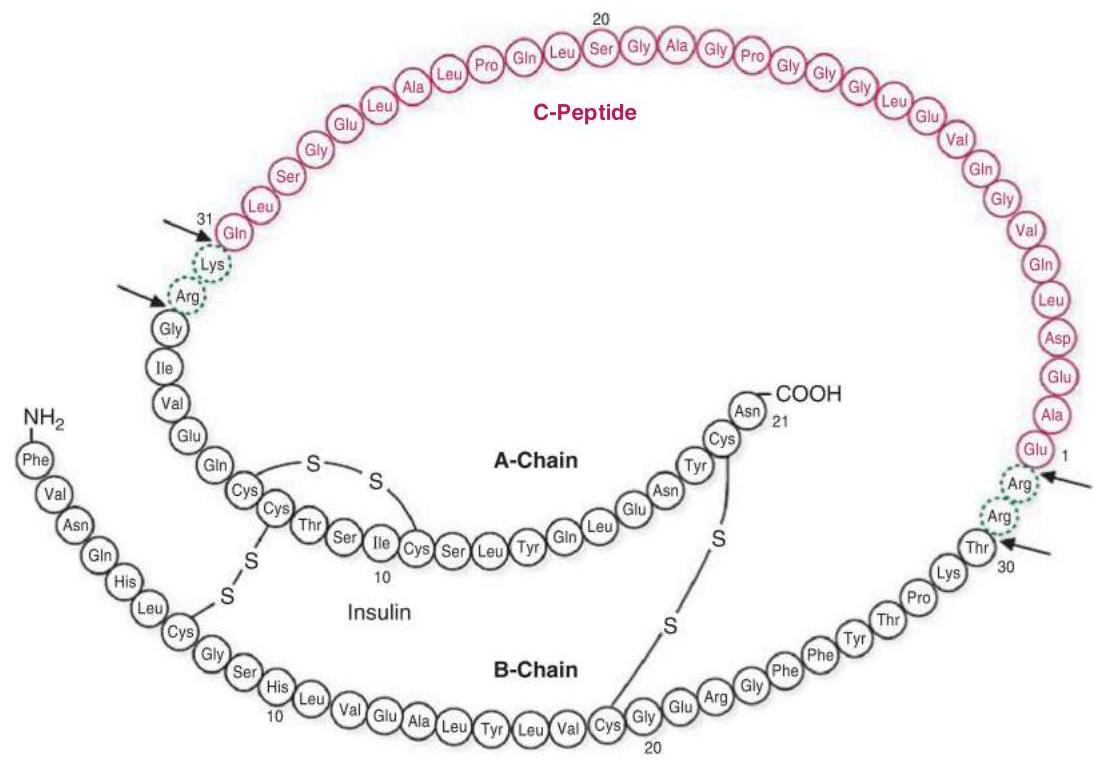 20
Gln Leu Ser Gly Glu Leu Ala Leu Pro Gln Leu Ser Gly Ala Gly Pro Gly Gly Gly Leu Glu Val Gln Gly Val Gln Leu Asp Glu Ala Glu
C-Peptide
31
1
Lys
Arg
Arg
Arg
Gly Ile Val Glu Gln Cys Cys Thr Ser Ile Cys Ser Leu Tyr Gln Leu Glu Asn Tyr Cys Asn
COOH
21
A-Chain
S
S
10
S
S
S
S
Insulin
NH2
Phe Val Asn Gln His Leu Cys Gly Ser His Leu Val Glu Ala Leu Tyr Leu Val Cys Gly Glu Arg Gly Phe Phe Tyr Thr Pro Lys Thr
30
B-Chain
10
20